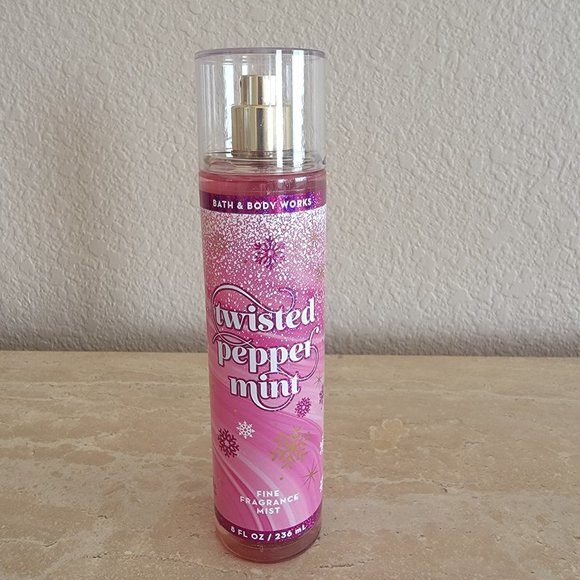 BATH & BODY WORKS
twisted
pepper
mint
FINE
FRAGRANCE
MIST
8 FL OZ / 236 mL